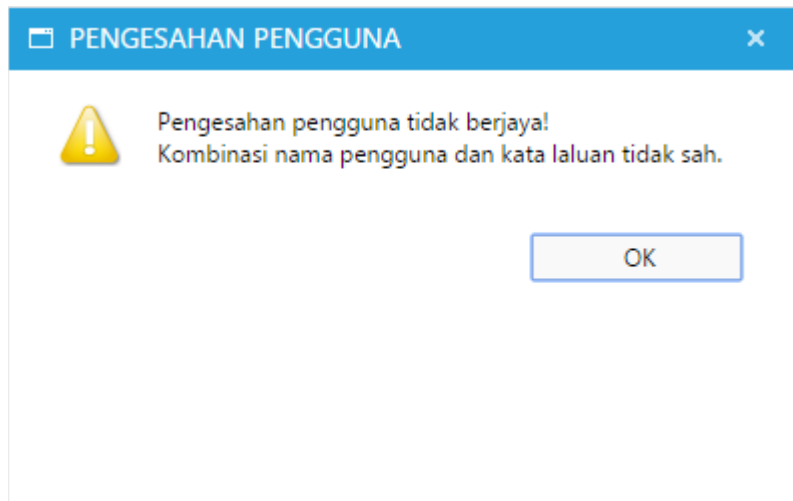 PENGESAHAN PENGGUNA
Pengesahan pengguna tidak berjaya!
Kombinasi nama pengguna dan kata laluan tidak sah.
OK